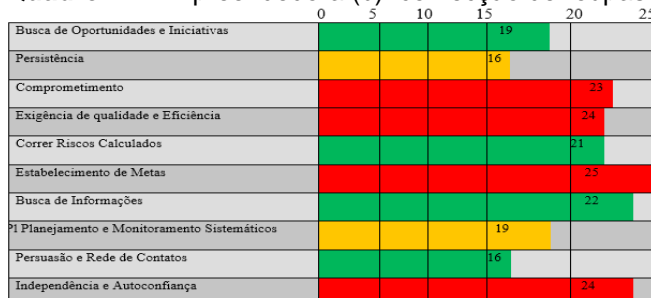 0 5 10 15 20 25
Busca de Oportunidades e Iniciativas 19
Persistência 16
Comprometimento 23
Exigência de qualidade e Eficiência 24
Correr Riscos Calculados 21
Estabelecimento de Metas 25
Busca de Informações 22
Pl Planejamento e Monitoramento Sistemáticos 19
Persuasão e Rede de Contatos 16
Independência e Autoconfiança 24